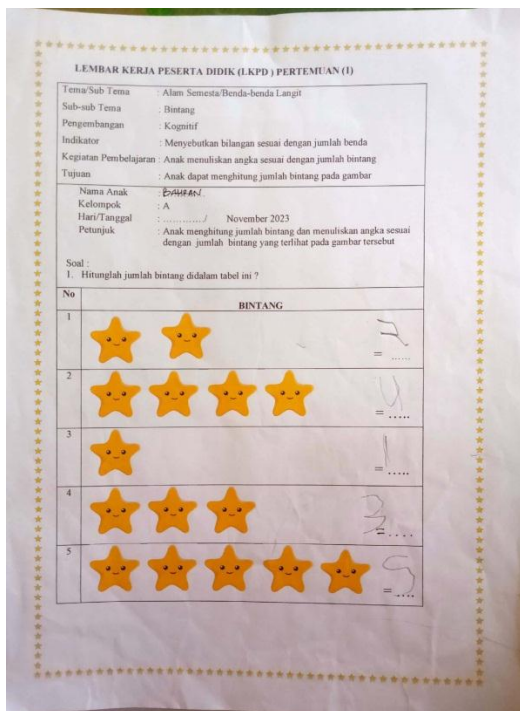 LEMBAR KERJA PESERTA DIDIK (LKPD ) PERTEMUAN (1)
Tema/Sub Tema : Alam Semesta/Benda-benda Langit
Sub-sub Tema : Bintang
Pengembangan : Kognitif
Indikator : Menyebutkan bilangan sesuai dengan jumlah benda
Kegiatan Pembelajaran : Anak menuliskan angka sesuai dengan jumlah bintang
Tujuan : Anak dapat menghitung jumlah bintang pada gambar
Nama Anak :
Kelompok : A
Hari/Tanggal : ............/ November 2023
Petunjuk : Anak menghitung jumlah bintang dan menuliskan angka sesuai
dengan jumlah bintang yang terlihat pada gambar tersebut
Soal :
1. Hitunglah jumlah bintang didalam tabel ini ?
No BINTANG
1 = ..... 2
2 = ..... 4
3 = ..... 1
4 = ..... 3
5 = ..... 5